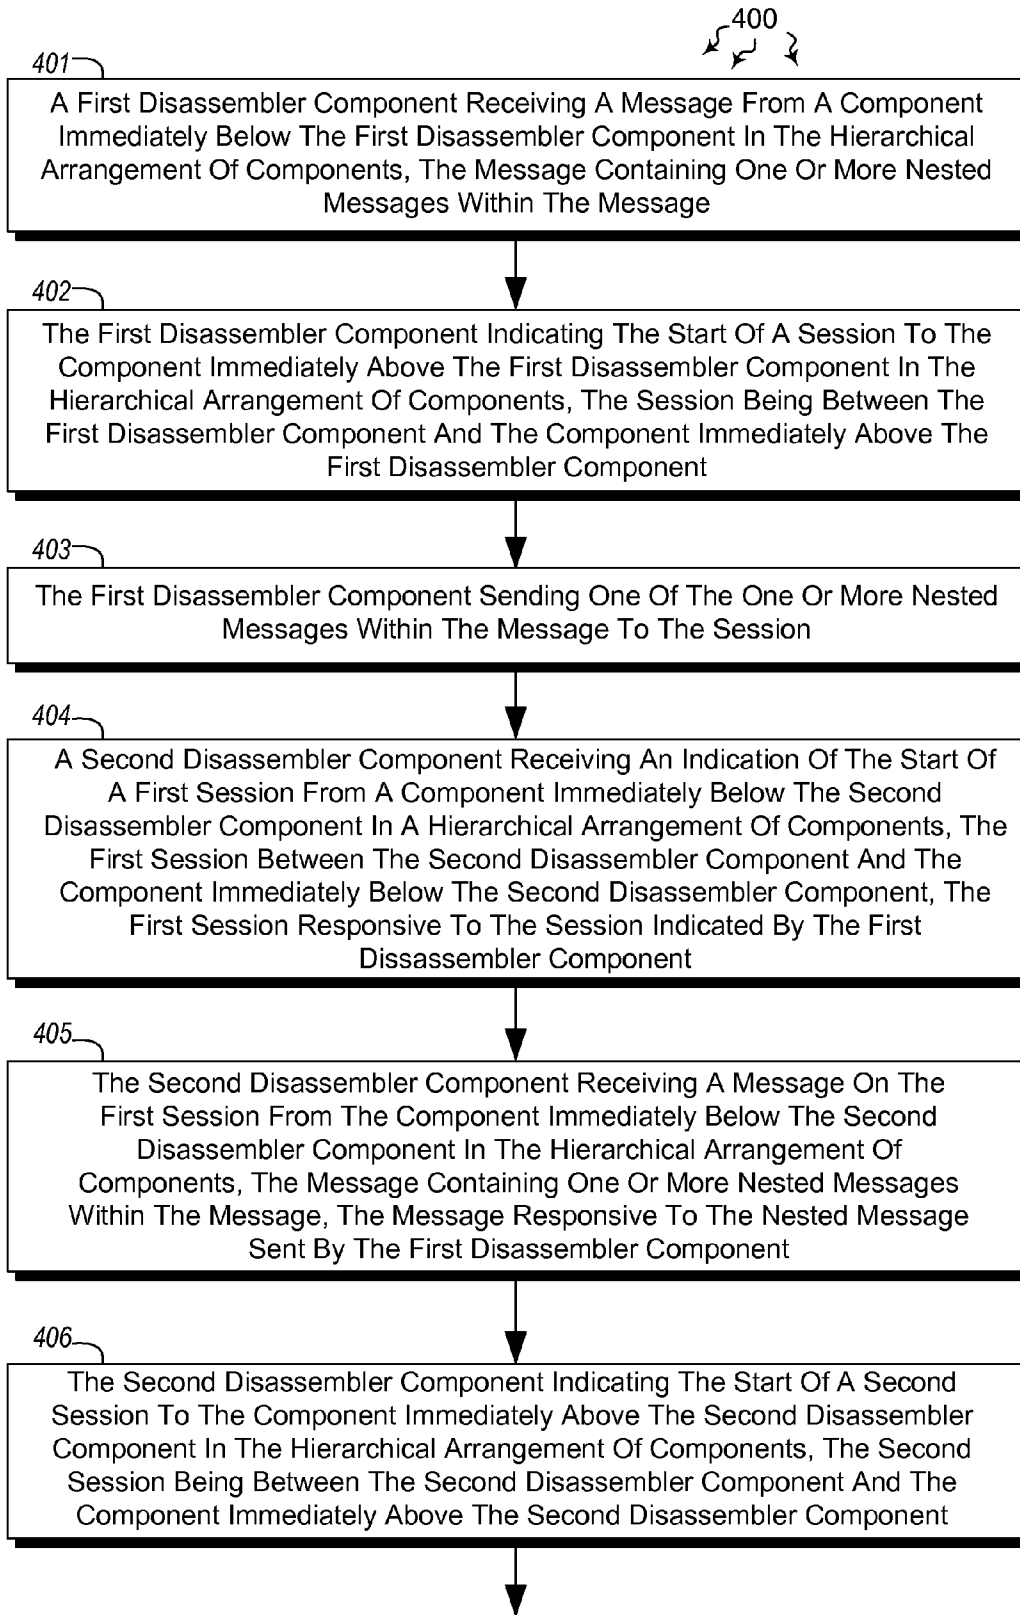 400
401
A First Disassembler Component Receiving A Message From A Component
Immediately Below The First Disassembler Component In The Hierarchical
Arrangement Of Components, The Message Containing One Or More Nested
Messages Within The Message
402
The First Disassembler Component Indicating The Start Of A Session To The
Component Immediately Above The First Disassembler Component In The
Hierarchical Arrangement Of Components, The Session Being Between The
First Disassembler Component And The Component Immediately Above The
First Disassembler Component
403
The First Disassembler Component Sending One Of The One Or More Nested
Messages Within The Message To The Session
404
A Second Disassembler Component Receiving An Indication Of The Start Of
A First Session From A Component Immediately Below The Second
Disassembler Component In A Hierarchical Arrangement Of Components, The
First Session Between The Second Disassembler Component And The
Component Immediately Below The Second Disassembler Component, The
First Session Responsive To The Session Indicated By The First
Dissassembler Component
405
The Second Disassembler Component Receiving A Message On The
First Session From The Component Immediately Below The Second
Disassembler Component In The Hierarchical Arrangement Of
Components, The Message Containing One Or More Nested Messages
Within The Message, The Message Responsive To The Nested Message
Sent By The First Disassembler Component
406
The Second Disassembler Component Indicating The Start Of A Second
Session To The Component Immediately Above The Second Disassembler
Component In The Hierarchical Arrangement Of Components, The Second
Session Being Between The Second Disassembler Component And The
Component Immediately Above The Second Disassembler Component